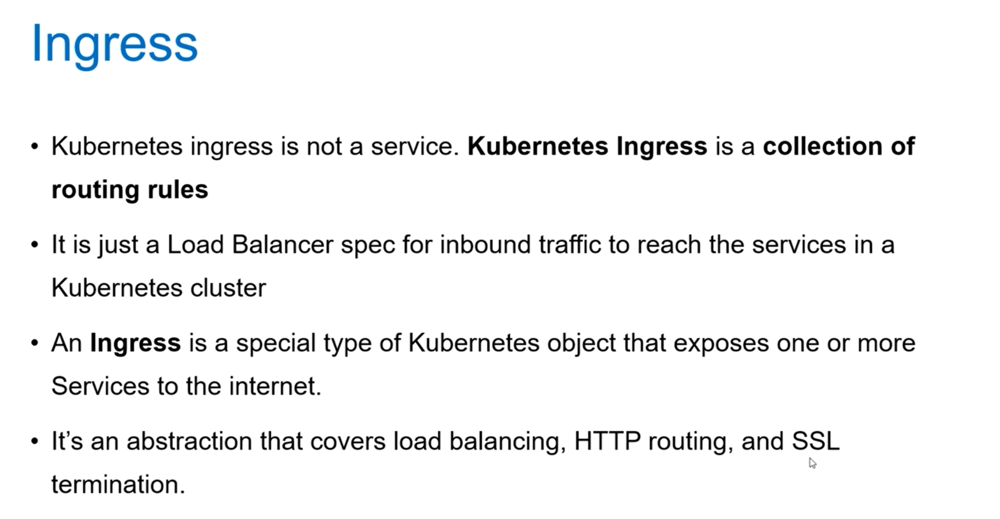 Ingress
• Kubernetes ingress is not a service. Kubernetes Ingress is a collection of
routing rules
• It is just a Load Balancer spec for inbound traffic to reach the services in a
Kubernetes cluster
• An Ingress is a special type of Kubernetes object that exposes one or more
Services to the internet.
• It’s an abstraction that covers load balancing, HTTP routing, and SSL
termination.